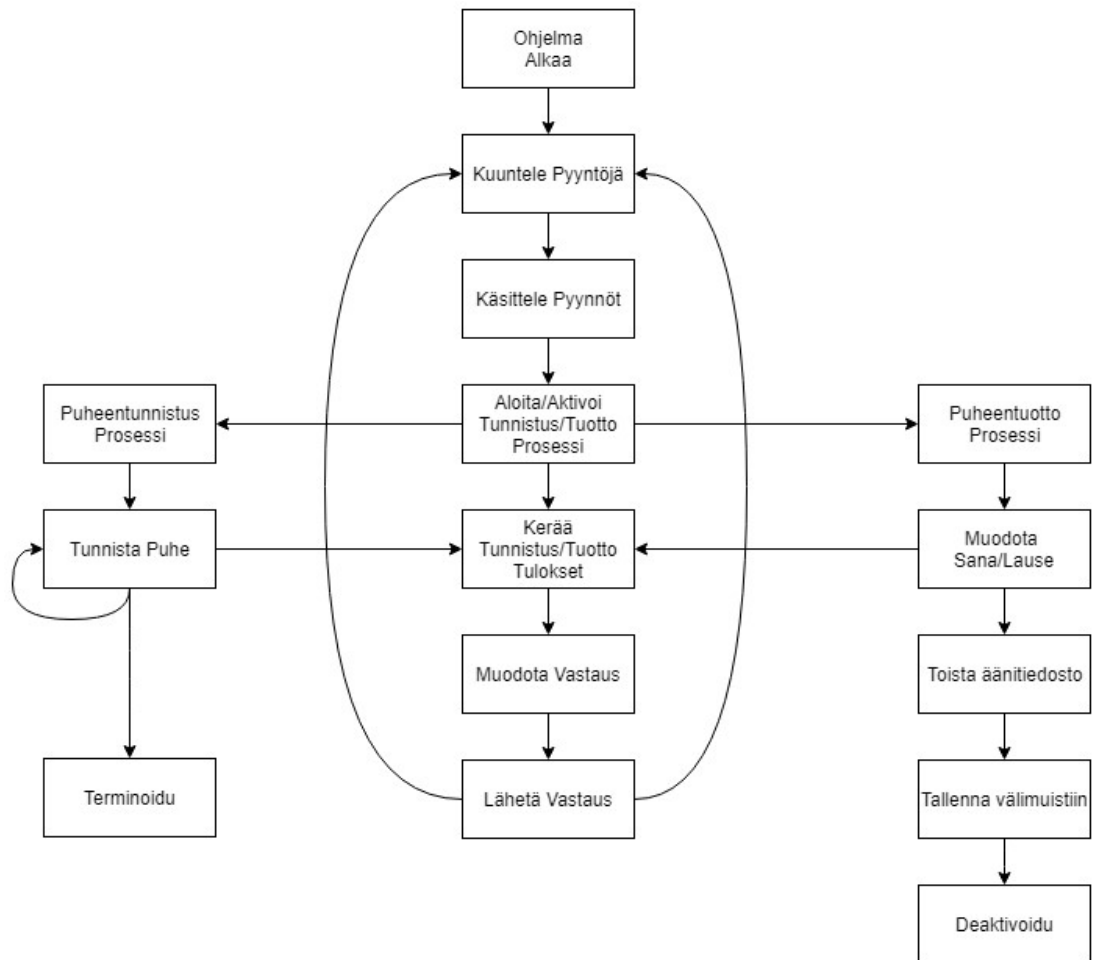 Ohjelma
Alkaa
Kuuntele Pyyntöjä
Käsittele Pyynnöt
Puheentunnistus
Prosessi
Aloita/Aktivoi
Tunnistus/Tuotto
Prosessi
Puheentuotto
Prosessi
Tunnista Puhe
Kerää
Tunnistus/Tuotto
Tulokset
Muodota
Sana/Lause
Muodota Vastaus
Toista äänitiedosto
Terminoidu
Lähetä Vastaus
Tallenna välimuistiin
Deaktivoidu